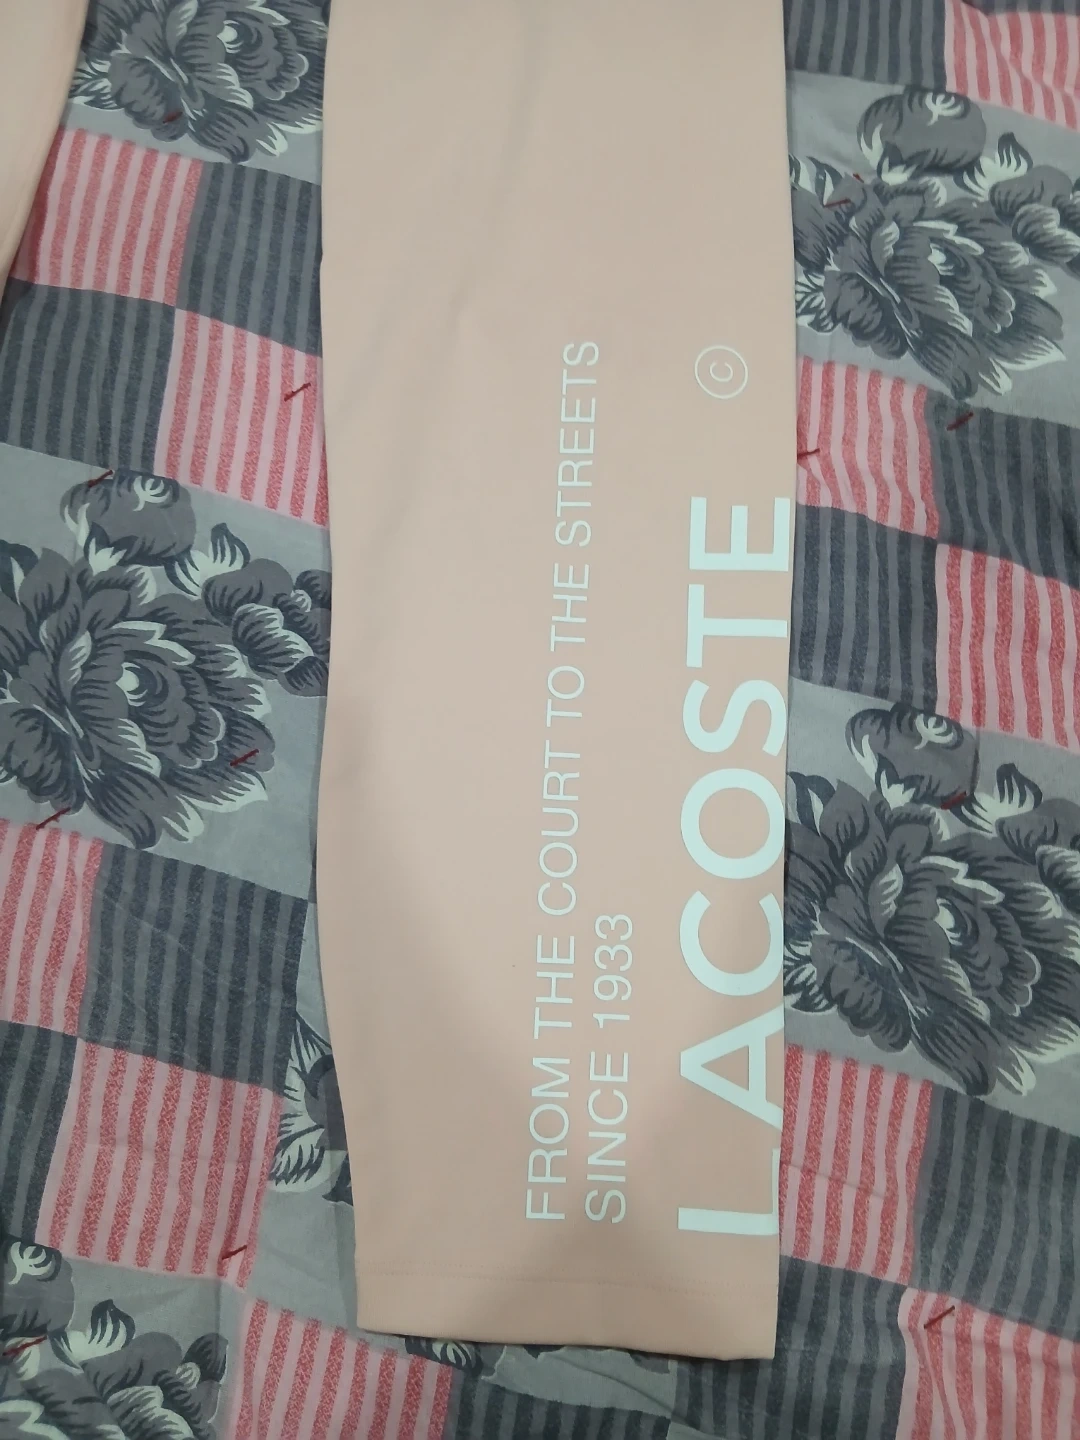 FROM THE COURT TO THE STREETS
SINCE 1933
LACOSTE ©